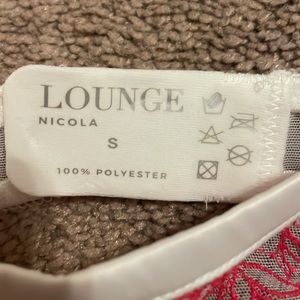 LOUNGE
NICOLA
S
100% POLYESTER